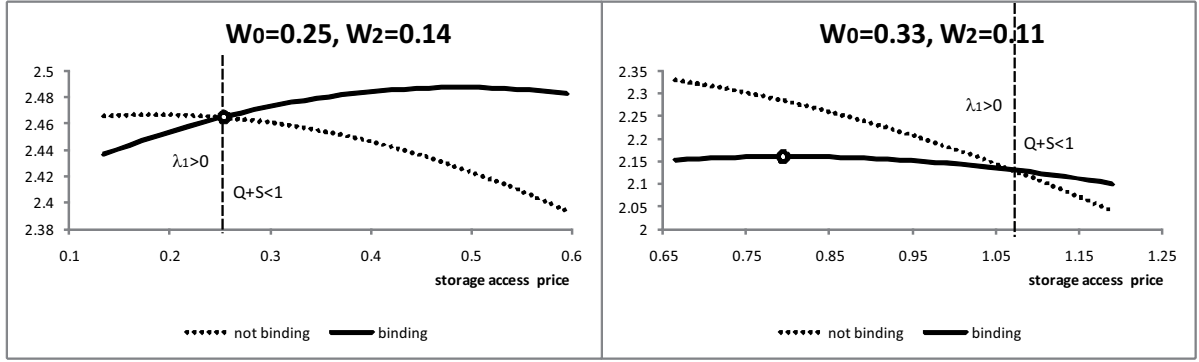 W0=0.25, W2=0.14
2.5
2.48
2.46
2.44
2.42
2.4
2.38
λ1>0
Q+S<1
0.1 0.2 0.3 0.4 0.5 0.6
storage access price
not binding binding
W0=0.33, W2=0.11
2.35
2.3
2.25
2.2
2.15
2.1
2.05
2
λ1>0
Q+S<1
0.65 0.75 0.85 0.95 1.05 1.15 1.25
storage access price
not binding binding